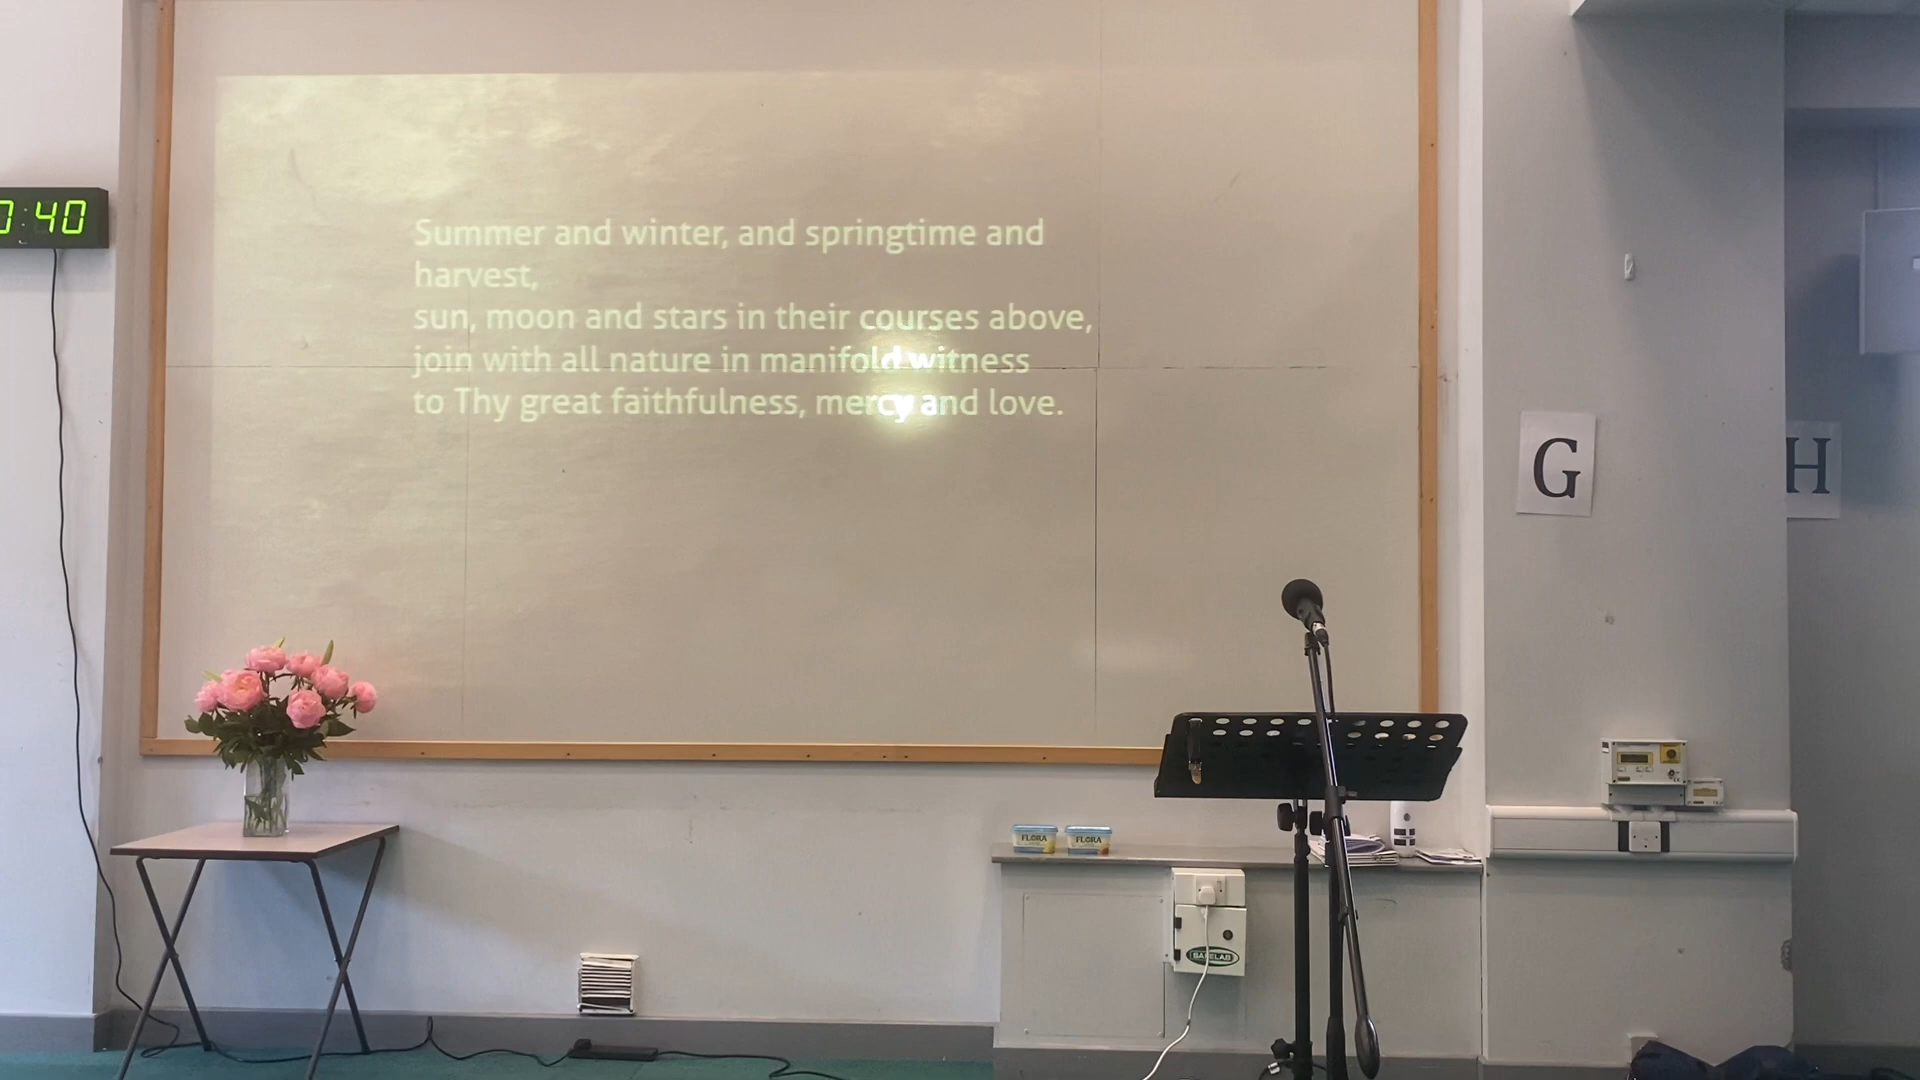 0:40
Summer and winter, and springtime and
harvest,
sun, moon and stars in their courses above,
join with all nature in manifold witness
to Thy great faithfulness, mercy and love.
G
H
FLORA
FLORA
SAFELAB